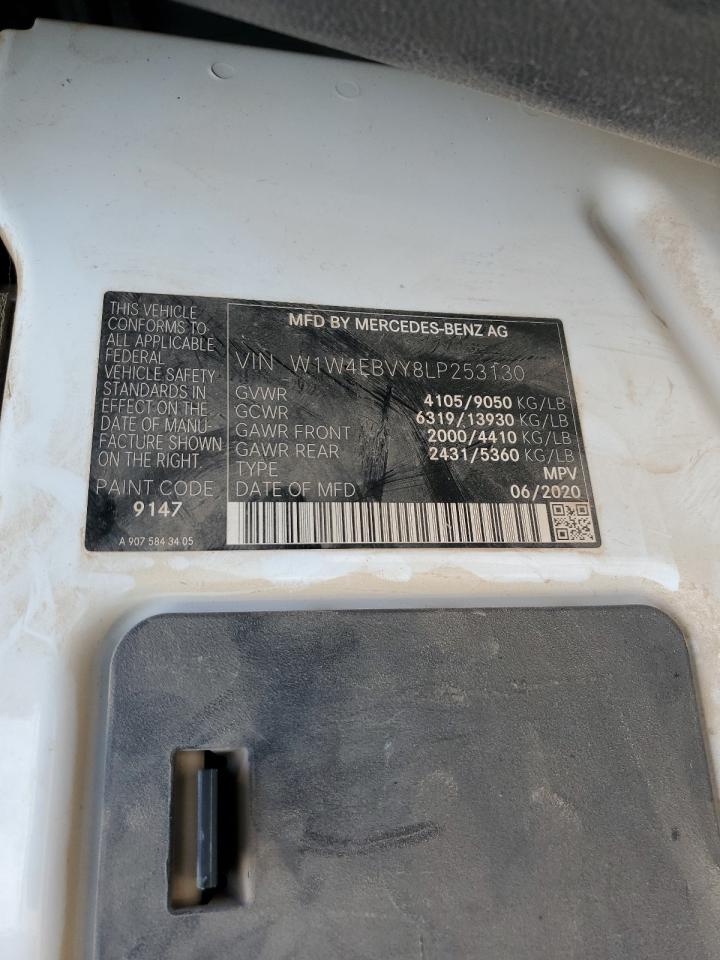 THIS VEHICLE
CONFORMS TO
ALL APPLICABLE
FEDERAL
VEHICLE SAFETY
STANDARDS IN
EFFECT ON THE
DATE OF MANU-
FACTURE SHOWN
ON THE RIGHT
PAINT CODE
9147
A 907 584 34 05
MFD BY MERCEDES-BENZ AG
VIN W1W4EBVY8LP253130
GVWR 4105/9050 KG/LB
GCWR 6319/13930 KG/LB
GAWR FRONT 2000/4410 KG/LB
GAWR REAR 2431/5360 KG/LB
TYPE MPV
DATE OF MFD 06/2020